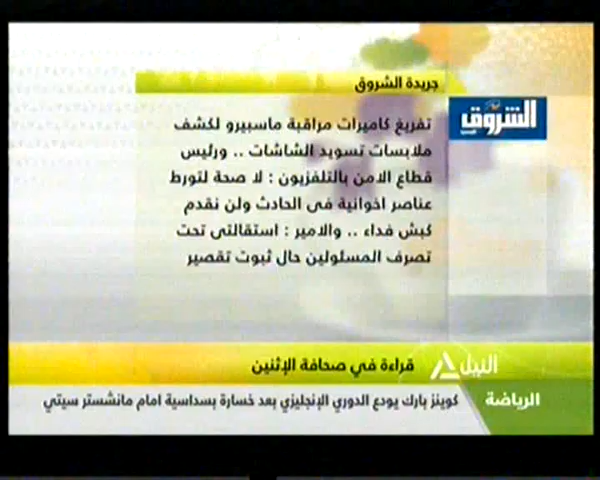 جريدة الشروق
الشروق
تفريغ كاميرات مراقبة ماسبيرو لكشف
ملابسات تسويد الشاشات .. ورئيس
قطاع الامن بالتلفزيون : لا صحة لتورط
عناصر اخوانية فى الحادث ولن نقدم
كبش فداء .. والامير : استقالتى تحت
تصرف المسئولين حال ثبوت تقصير
النيل قراءة في صحافة الإثنين
الرياضة كوينز بارك يودع الدوري الإنجليزي بعد خسارة بسداسية امام مانشستر سيتي